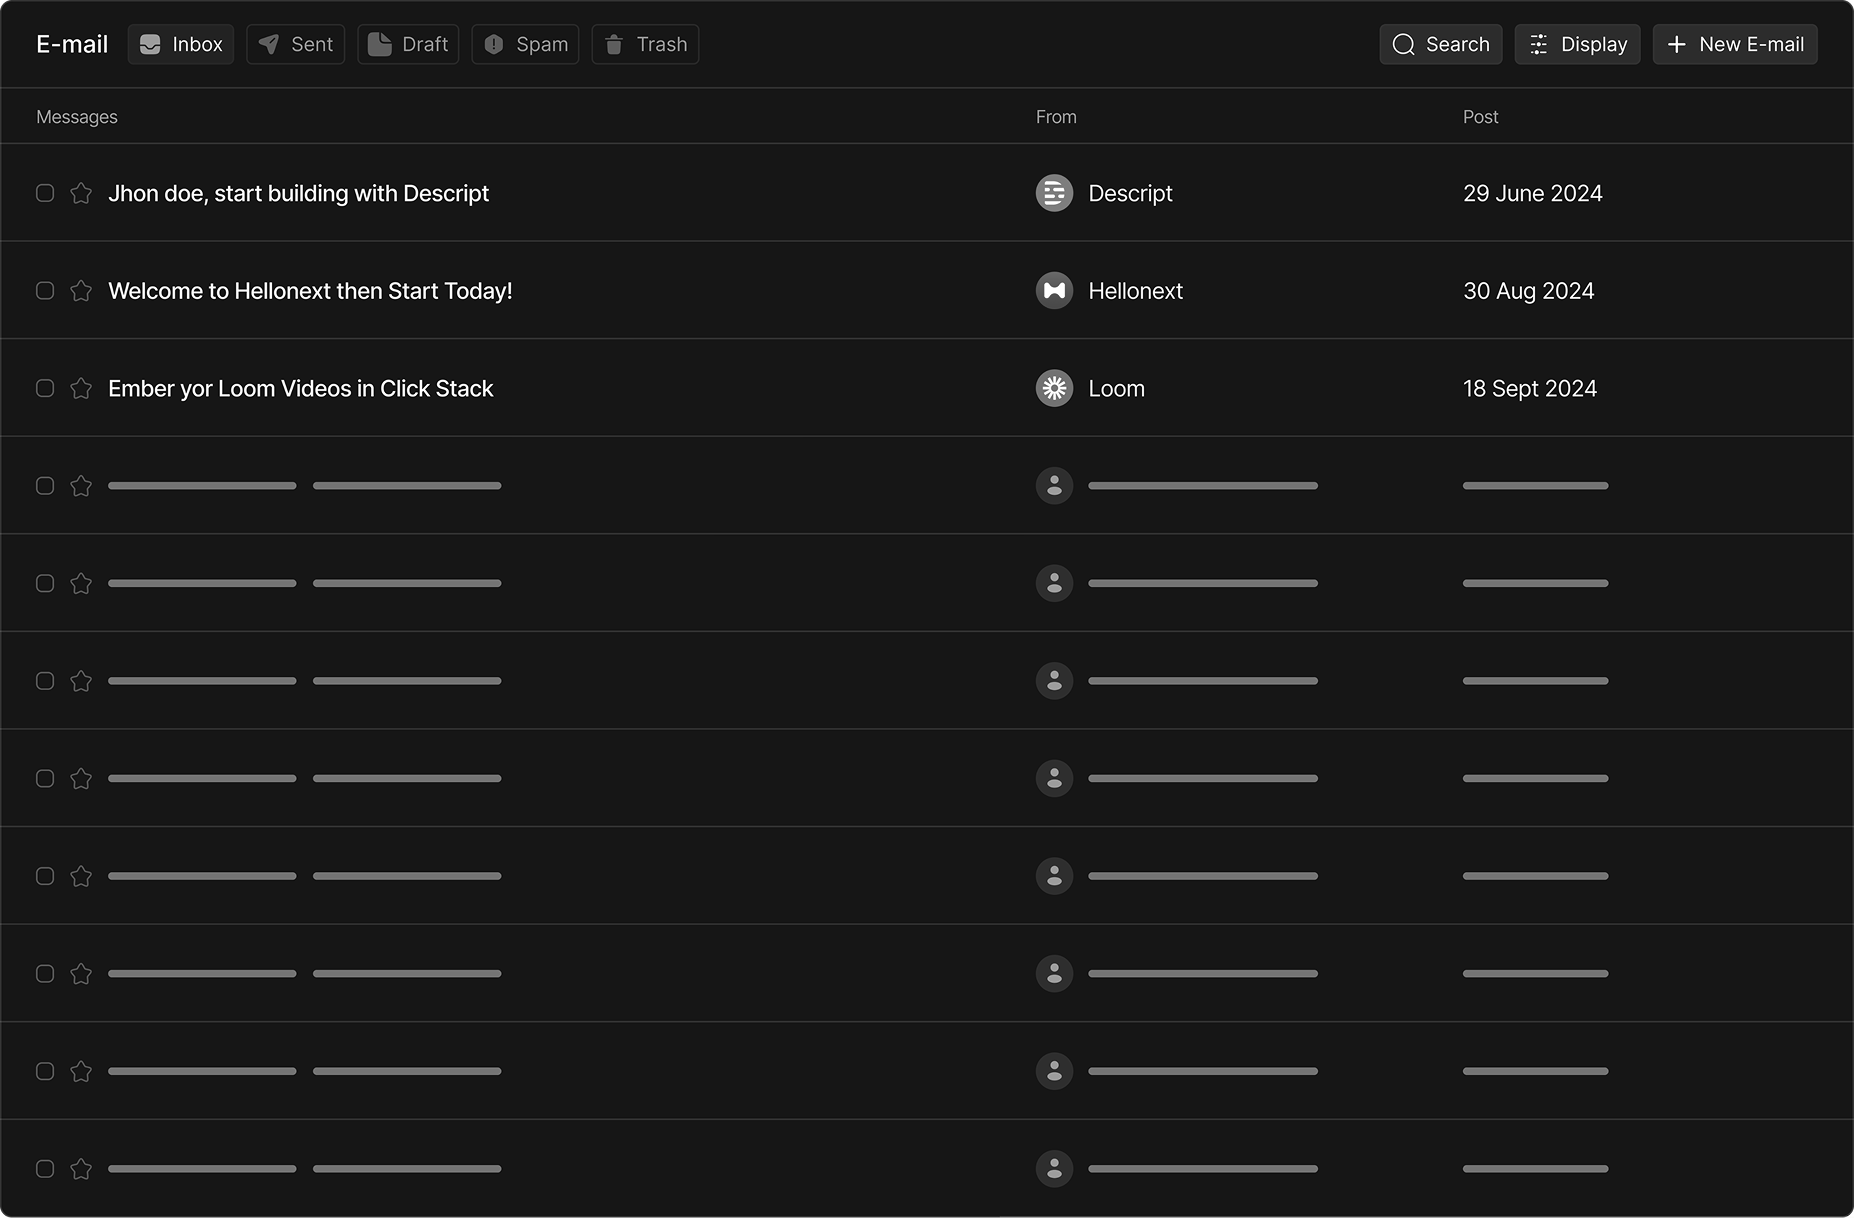 E-mail Inbox Sent Draft Spam Trash Search Display New E-mail
Messages From Post
Jhon doe, start building with Descript Descript 29 June 2024
Welcome to Hellonext then Start Today! Hellonext 30 Aug 2024
Ember yor Loom Videos in Click Stack Loom 18 Sept 2024